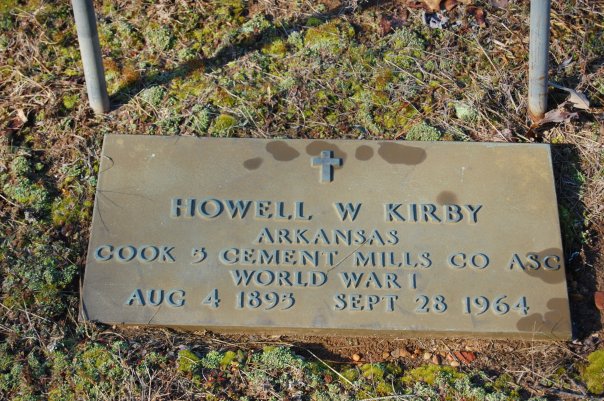 HOWELL W KIRBY
ARKANSAS
COOK 5 CEMENT MILLS CO ASC
WORLD WAR I
AUG 4 1895 SEPT 28 1964